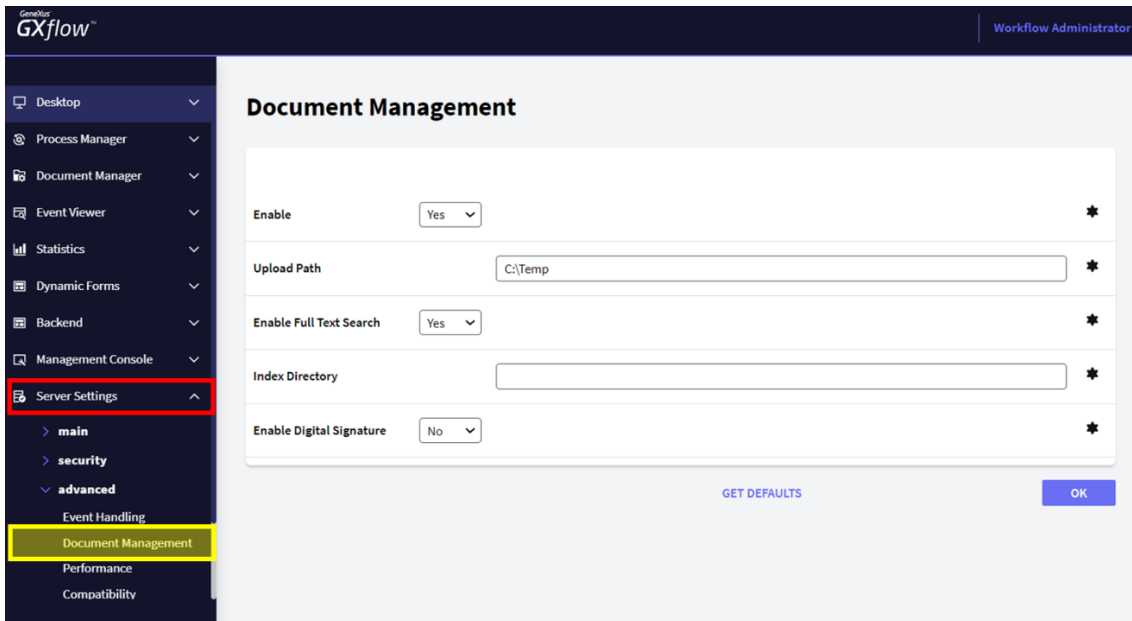 GeneXus
GXflow™
Workflow Administrator
Desktop
Process Manager
Document Manager
Event Viewer
Statistics
Dynamic Forms
Backend
Management Console
Server Settings
main
security
advanced
Event Handling
Document Management
Performance
Compatibility
Document Management
Enable
Yes
Upload Path
C:\Temp
Enable Full Text Search
Yes
Index Directory
Enable Digital Signature
No
GET DEFAULTS
OK